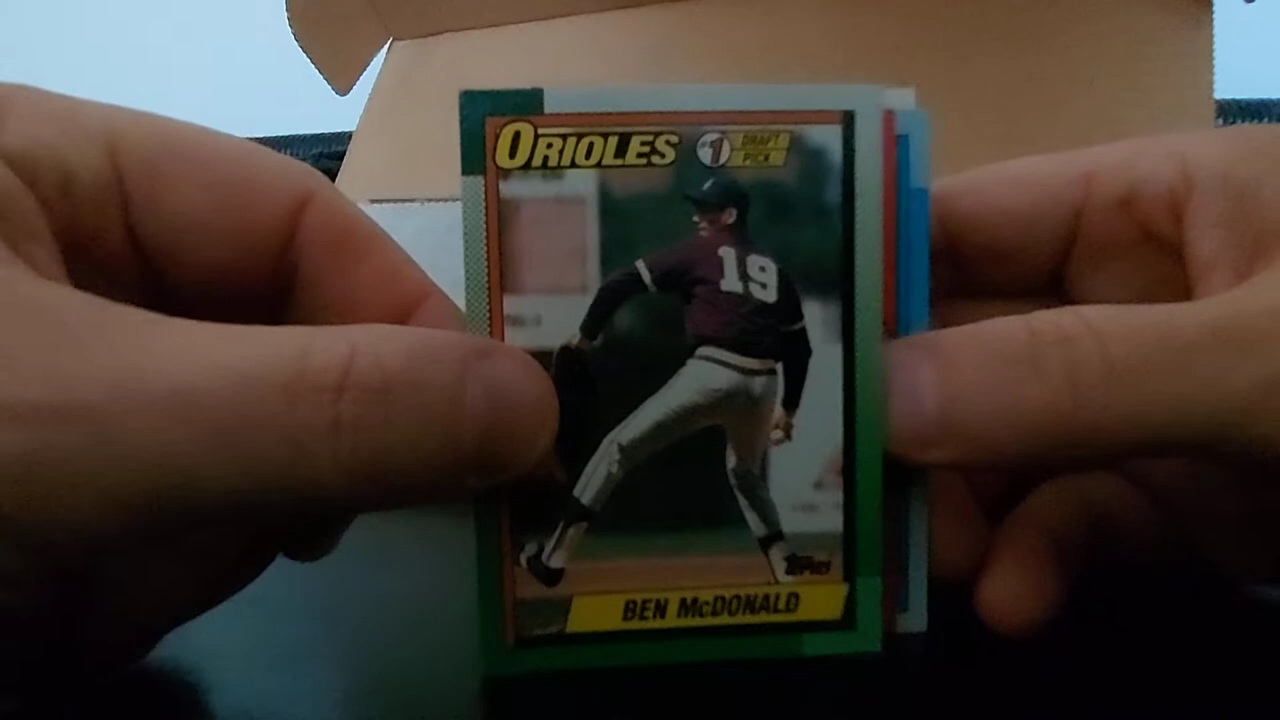 ORIOLES
#1 DRAFT
PICK
19
TOPPS
BEN McDONALD